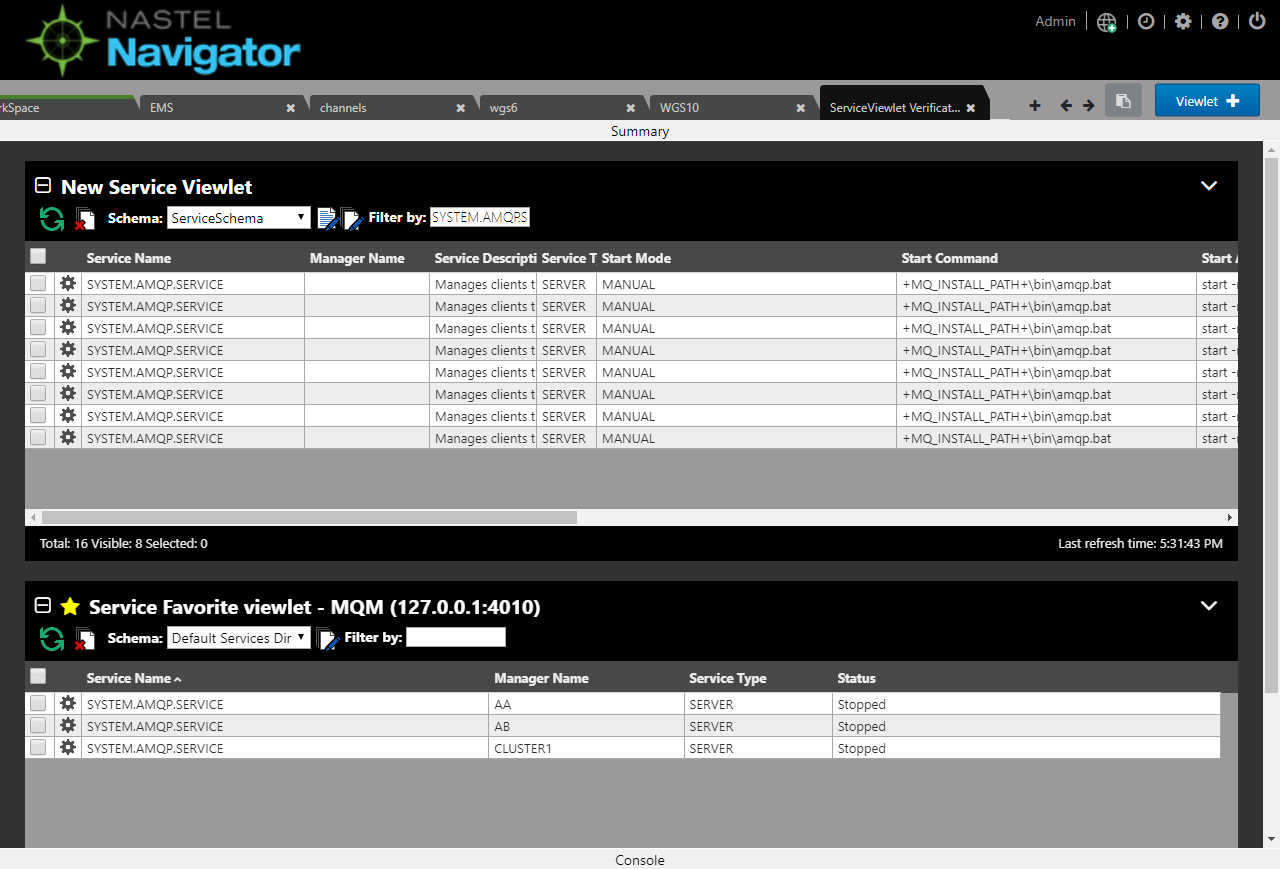 NASTEL
Navigator
Admin
rkSpace EMS channels wgs6 WGS10 ServiceViewlet Verificat... Viewlet
Summary
New Service Viewlet
Schema: ServiceSchema Filter by: SYSTEM.AMQP.S
Service Name Manager Name Service Descripti Service T Start Mode Start Command Start A
SYSTEM.AMQP.SERVICE Manages clients t SERVER MANUAL +MQ_INSTALL_PATH+\bin\amqp.bat start -
SYSTEM.AMQP.SERVICE Manages clients t SERVER MANUAL +MQ_INSTALL_PATH+\bin\amqp.bat start -
SYSTEM.AMQP.SERVICE Manages clients t SERVER MANUAL +MQ_INSTALL_PATH+\bin\amqp.bat start -
SYSTEM.AMQP.SERVICE Manages clients t SERVER MANUAL +MQ_INSTALL_PATH+\bin\amqp.bat start -
SYSTEM.AMQP.SERVICE Manages clients t SERVER MANUAL +MQ_INSTALL_PATH+\bin\amqp.bat start -
SYSTEM.AMQP.SERVICE Manages clients t SERVER MANUAL +MQ_INSTALL_PATH+\bin\amqp.bat start -
SYSTEM.AMQP.SERVICE Manages clients t SERVER MANUAL +MQ_INSTALL_PATH+\bin\amqp.bat start -
SYSTEM.AMQP.SERVICE Manages clients t SERVER MANUAL +MQ_INSTALL_PATH+\bin\amqp.bat start -
Total: 16 Visible: 8 Selected: 0 Last refresh time: 5:31:43 PM
Service Favorite viewlet - MQM (127.0.0.1:4010)
Schema: Default Services Dir Filter by:
Service Name Manager Name Service Type Status
SYSTEM.AMQP.SERVICE AA SERVER Stopped
SYSTEM.AMQP.SERVICE AB SERVER Stopped
SYSTEM.AMQP.SERVICE CLUSTER1 SERVER Stopped
Console